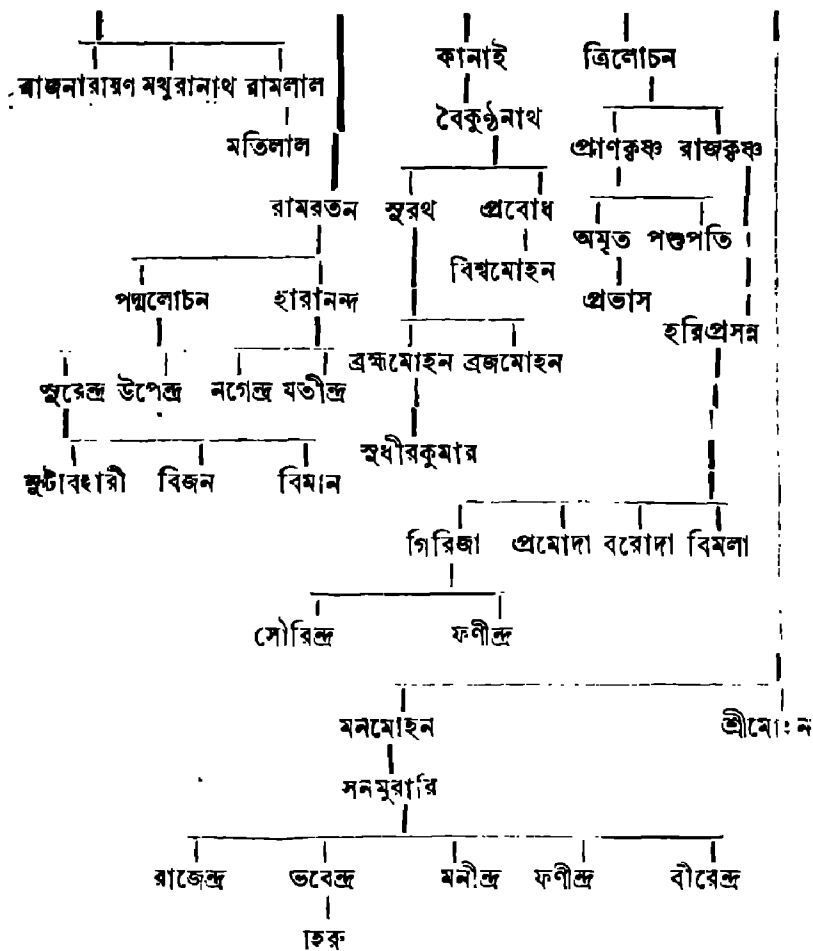 কানাই ত্রিলোচন
রাজনারায়ণ মথুরানাথ রামলাল
বৈকুণ্ঠনাথ
মতিলাল প্রাণকৃষ্ণ রাজকৃষ্ণ
রামরতন সুরথ প্রবোধ
অমৃত পশুপতি
বিশ্বমোহন
পদ্মলোচন হারানন্দ প্রভাস
হরিপ্রসন্ন
সুরেন্দ্র উপেন্দ্র নগেন্দ্র যতীন্দ্র ব্রহ্মমোহন ব্রজমোহন
সুধীরকুমার
বিজন বিমান
গিরিজা প্রমোদা বরোদা বিমলা
সৌরিন্দ্র ফণীন্দ্র
মনমোহন শ্রীমোহন
সনমুরারি
রাজেন্দ্র ভবেন্দ্র মনীন্দ্র ফণীন্দ্র বীরেন্দ্র
হিরু